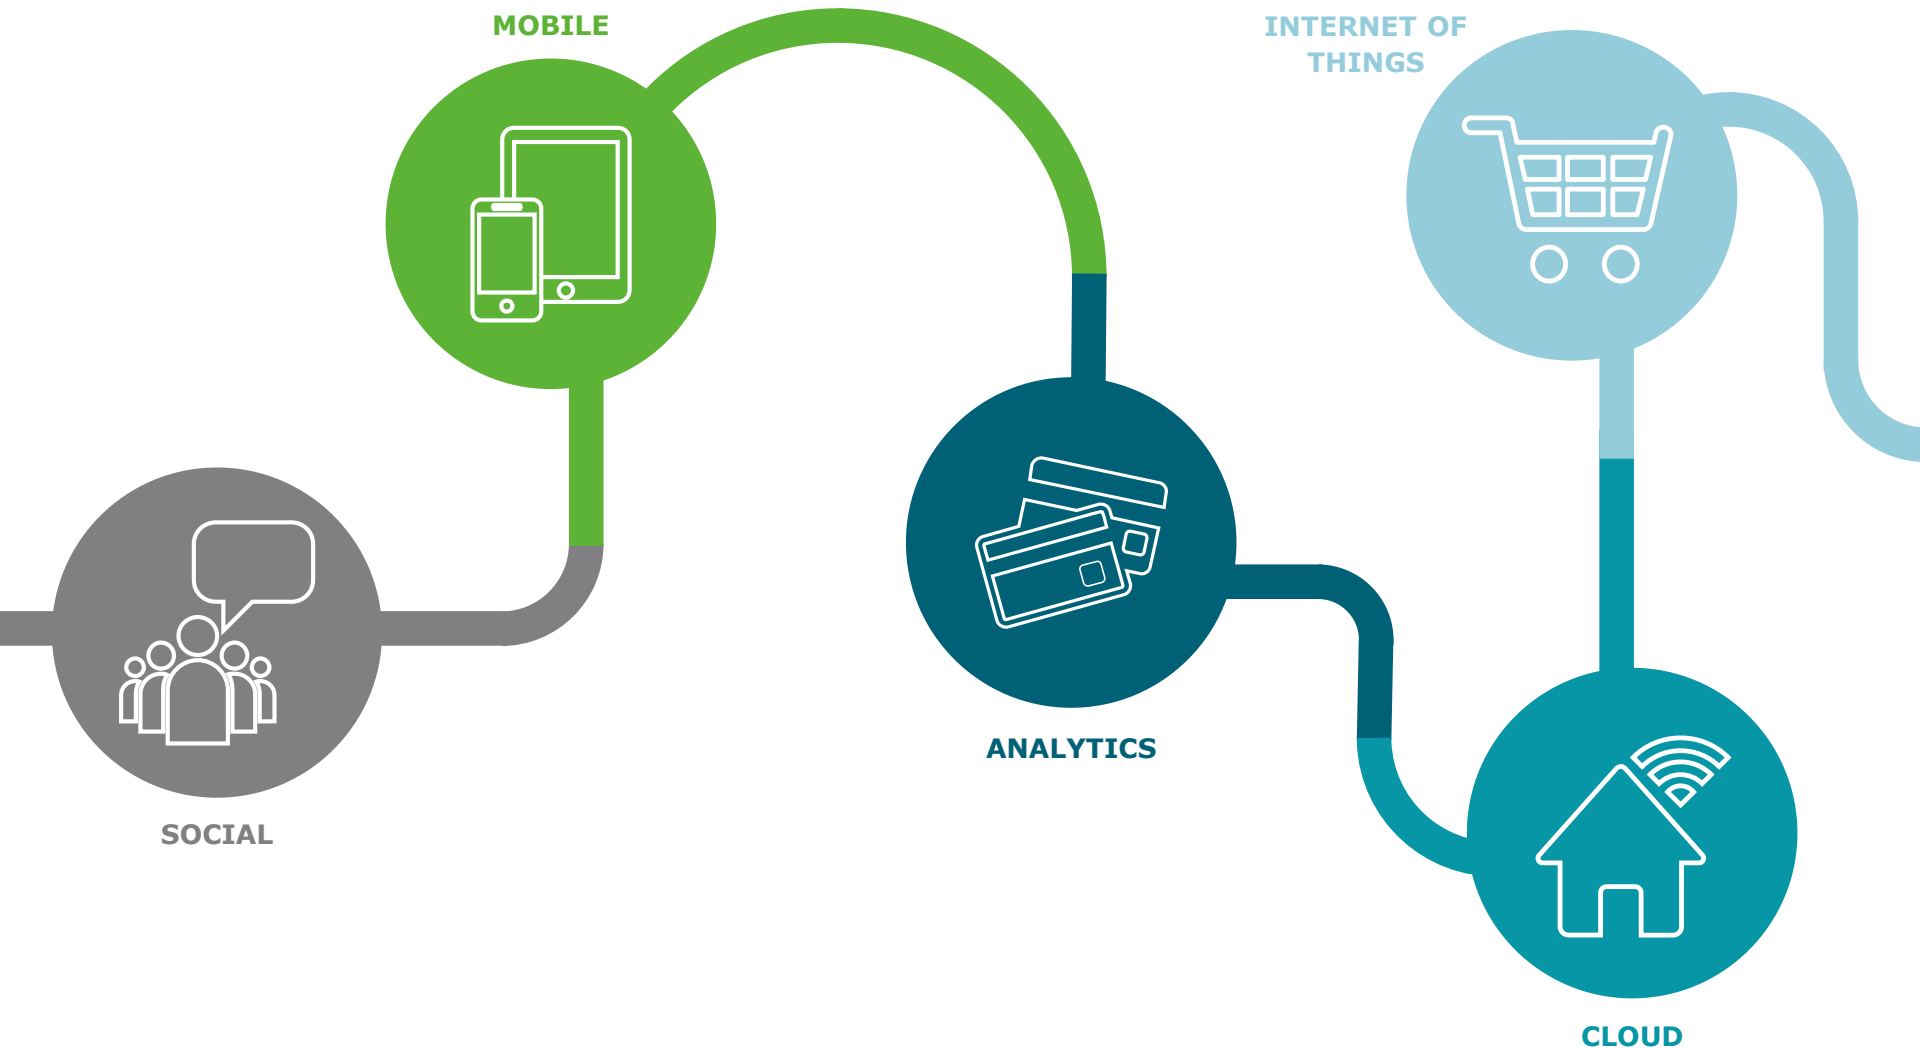 MOBILE
INTERNET OF
THINGS
ANALYTICS
SOCIAL
CLOUD